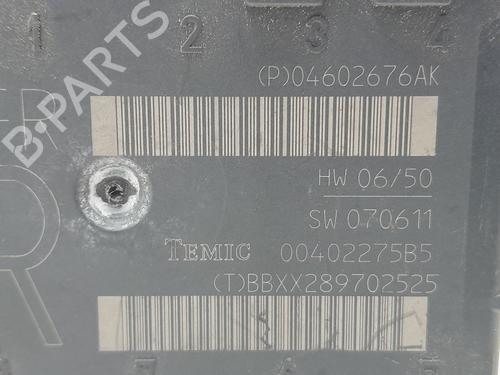 1 2 3 4
(P)04602676AK
B-PARTS
HW 06/50
SW 070611
TEMIC 00402275B5
(T)BBXX289702525